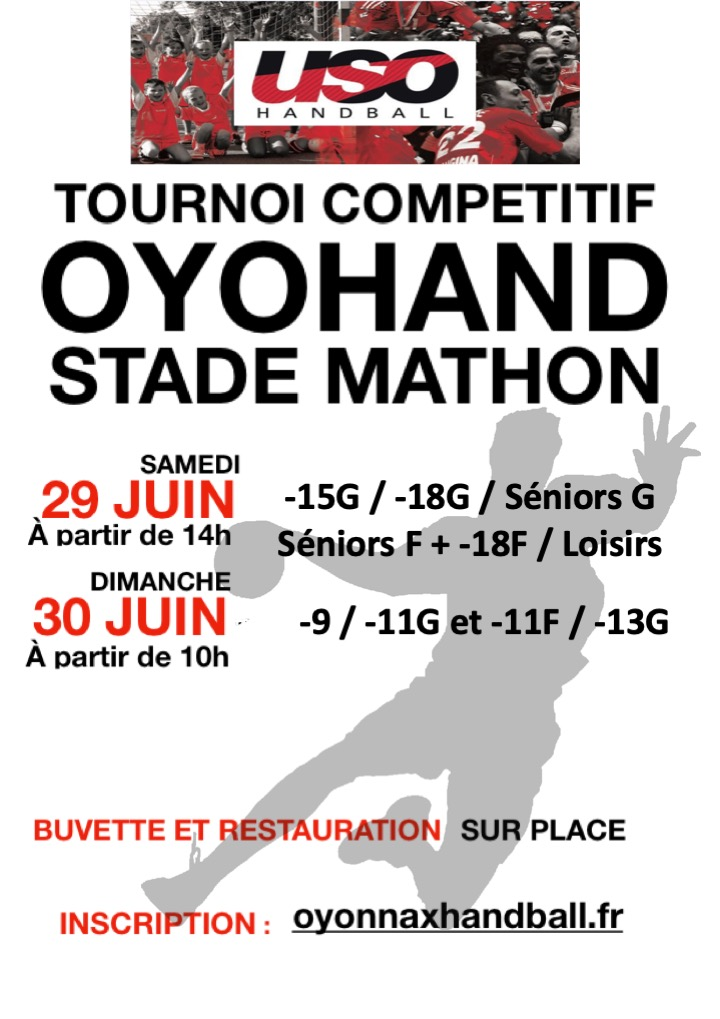 USO
HANDBALL
22
GINA
TOURNOI COMPETITIF
OYOHAND
STADE MATHON
SAMEDI
29 JUIN
À partir de 14h
-15G / -18G / Séniors G
Séniors F + -18F / Loisirs
DIMANCHE
30 JUIN
À partir de 10h
-9 / -11G et -11F / -13G
BUVETTE ET RESTAURATION SUR PLACE
INSCRIPTION : oyonnaxhandball.fr